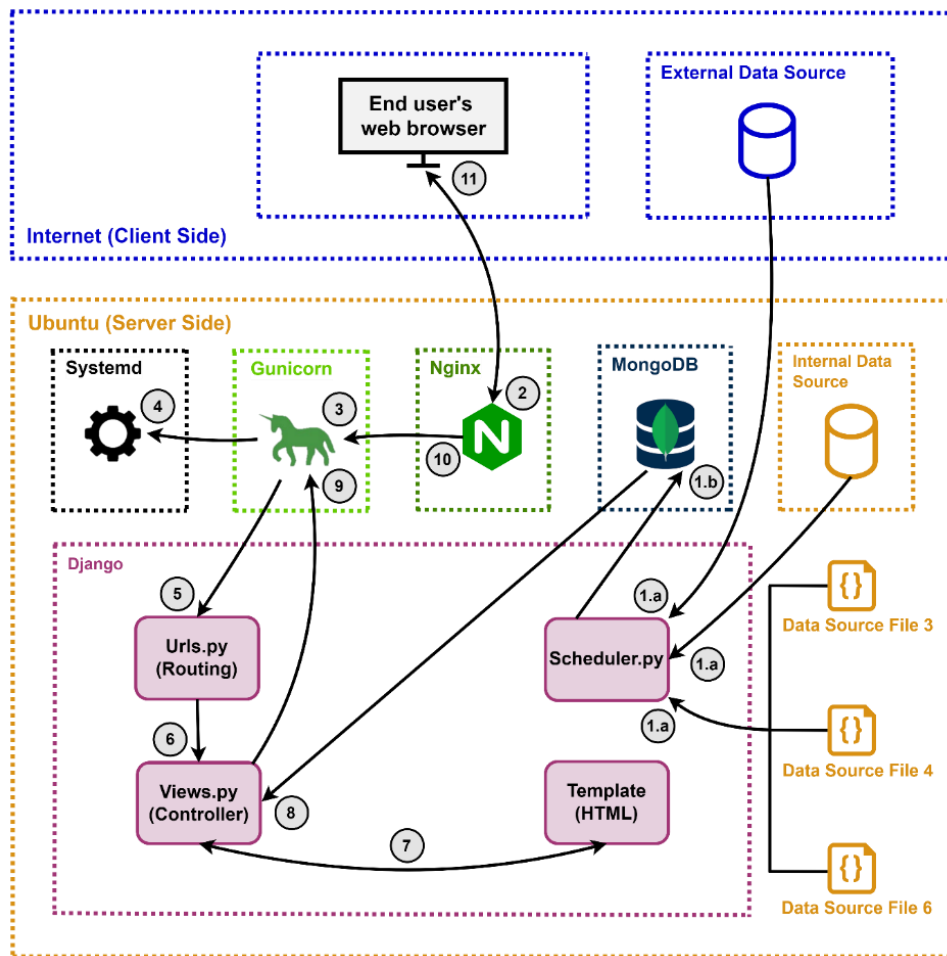 External Data Source
End user's
web browser
11
Internet (Client Side)
Ubuntu (Server Side)
Systemd
Gunicorn
Nginx
MongoDB
Internal Data
Source
4
3
2
N
10
9
1.b
Django
5
1.a
{}
Data Source File 3
Urls.py
(Routing)
Scheduler.py
1.a
6
1.a
{}
Data Source File 4
Views.py
(Controller)
8
Template
(HTML)
7
{}
Data Source File 6